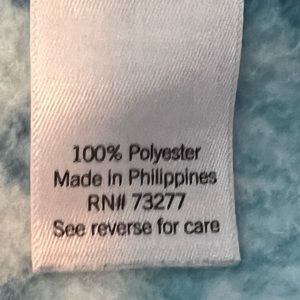 100% Polyester
Made in Philippines
RN# 73277
See reverse for care